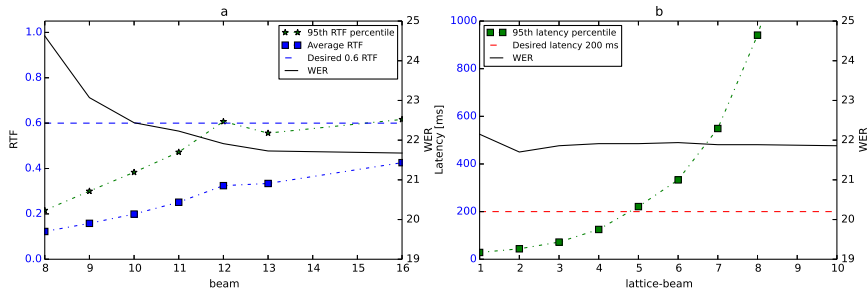 a
RTF
1.0
0.8
0.6
0.4
0.2
0.0
95th RTF percentile
Average RTF
Desired 0.6 RTF
WER
25
24
23
22
21
20
19
WER
8 9 10 11 12 13 14 15 16
beam
b
Latency [ms]
1000
800
600
400
200
0
95th latency percentile
Desired latency 200 ms
WER
25
24
23
22
21
20
19
WER
1 2 3 4 5 6 7 8 9 10
lattice-beam